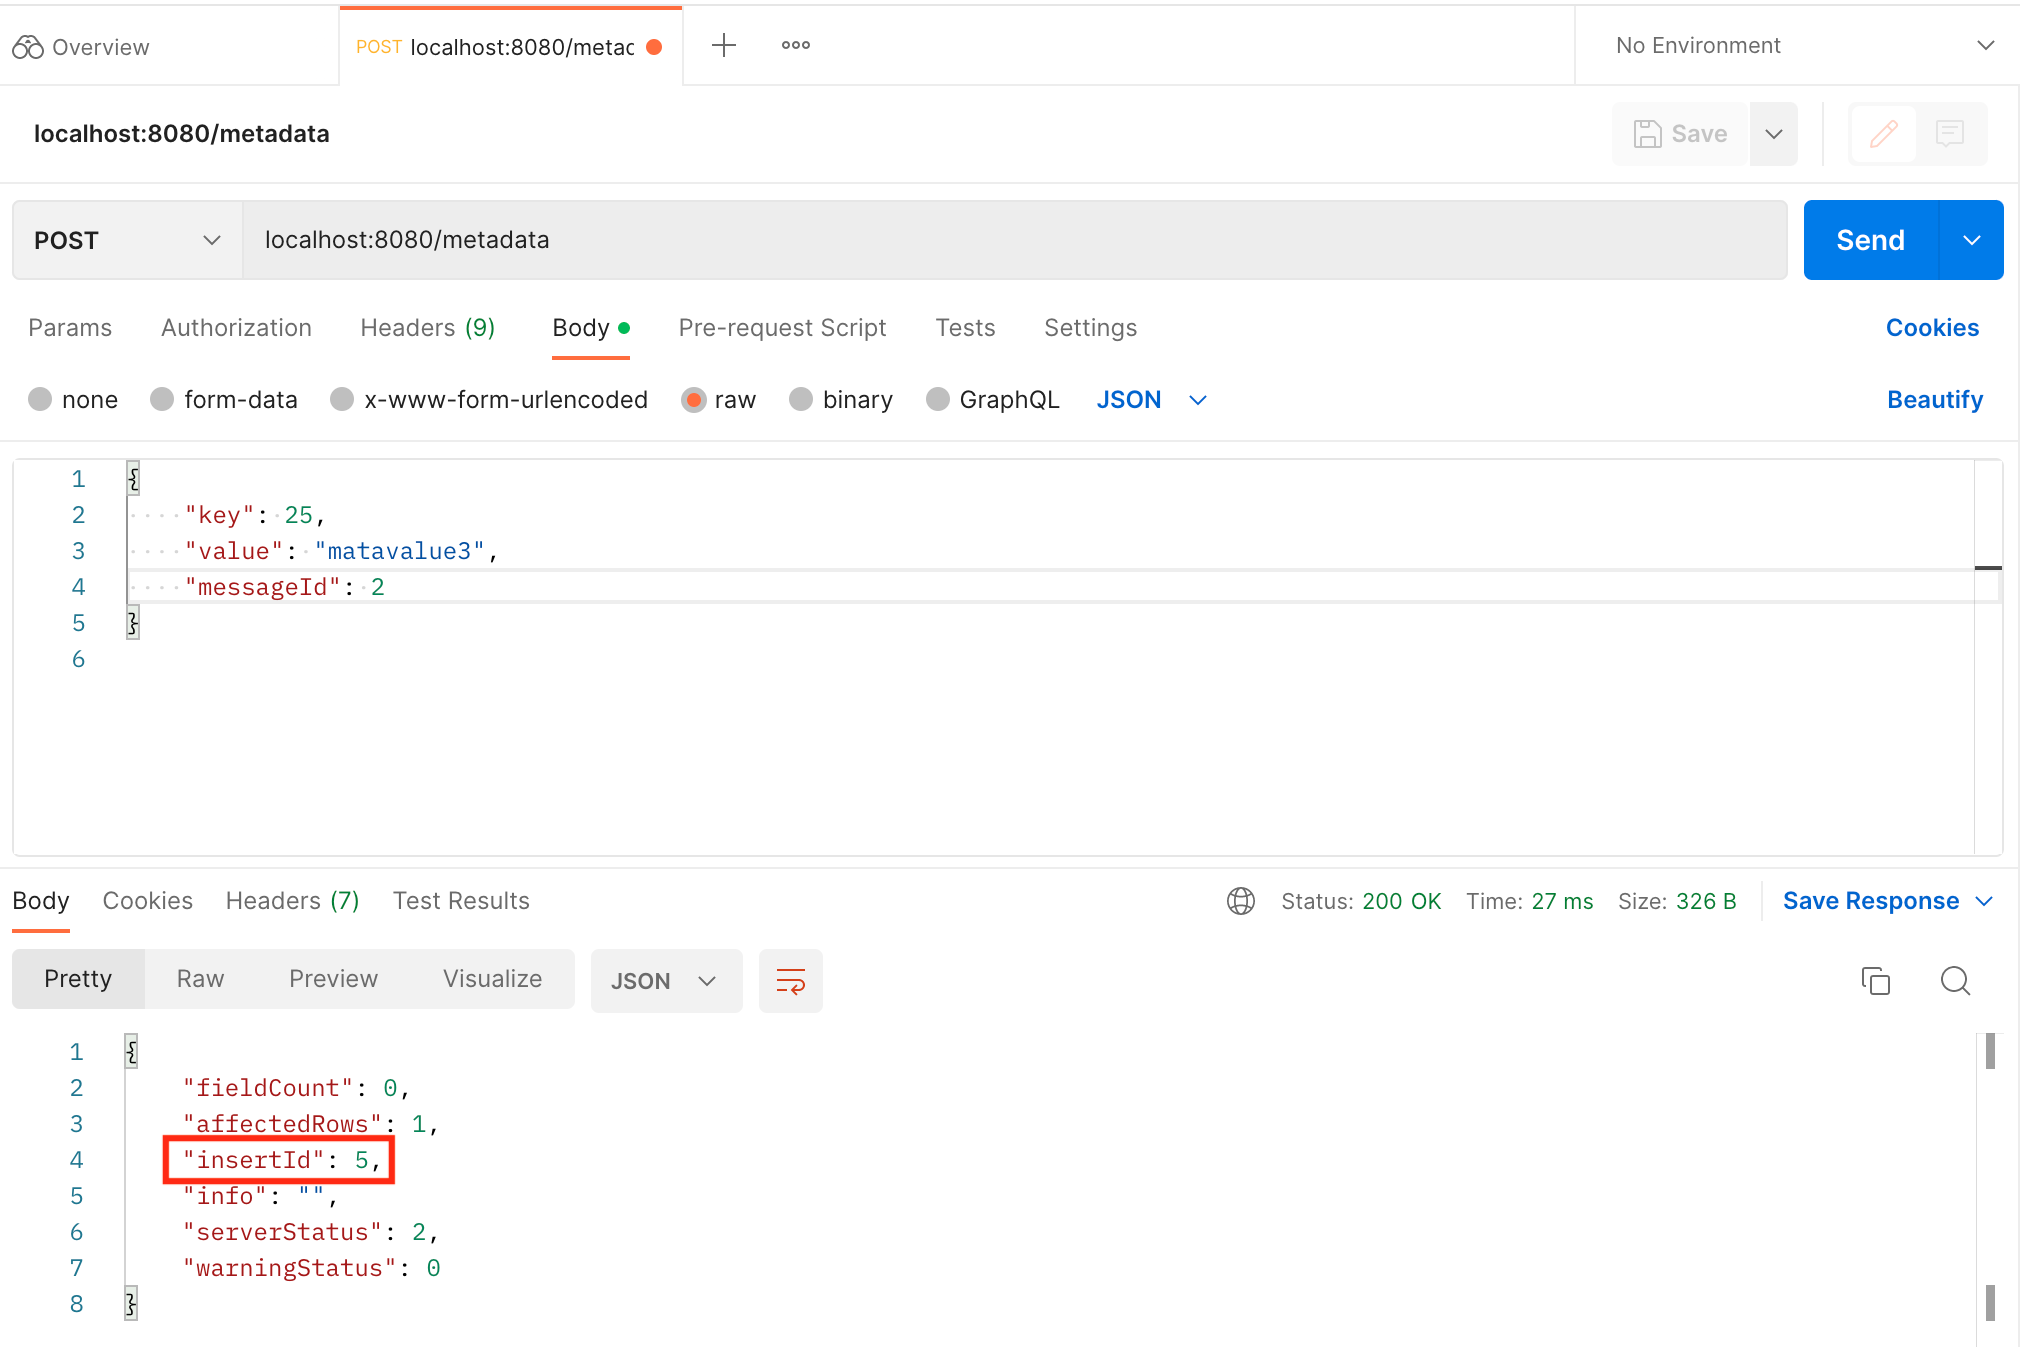 Overview
POST localhost:8080/metac
No Environment
localhost:8080/metadata
Save
POST localhost:8080/metadata Send
Params Authorization Headers (9) Body Pre-request Script Tests Settings Cookies
none form-data x-www-form-urlencoded raw binary GraphQL JSON Beautify
1 {
2 "key": 25,
3 "value": "matavalue3",
4 "messageId": 2
5 }
6
Body Cookies Headers (7) Test Results Status: 200 OK Time: 27 ms Size: 326 B Save Response
Pretty Raw Preview Visualize JSON
1 {
2 "fieldCount": 0,
3 "affectedRows": 1,
4 "insertId": 5,
5 "info": "",
6 "serverStatus": 2,
7 "warningStatus": 0
8 }